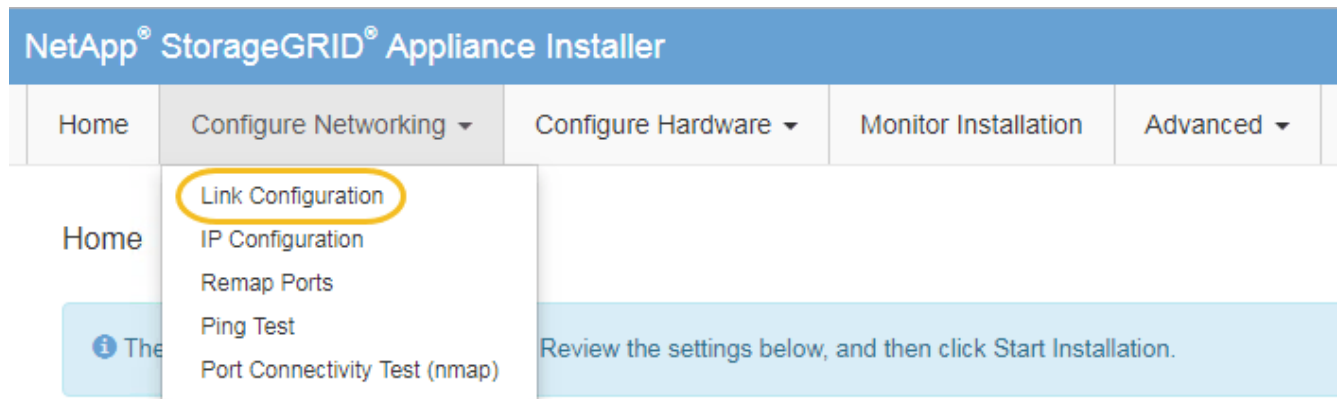 NetApp® StorageGRID® Appliance Installer
Home Configure Networking Configure Hardware Monitor Installation Advanced
Link Configuration
Home
IP Configuration
Remap Ports
Ping Test
The Review the settings below, and then click Start Installation.
Port Connectivity Test (nmap)